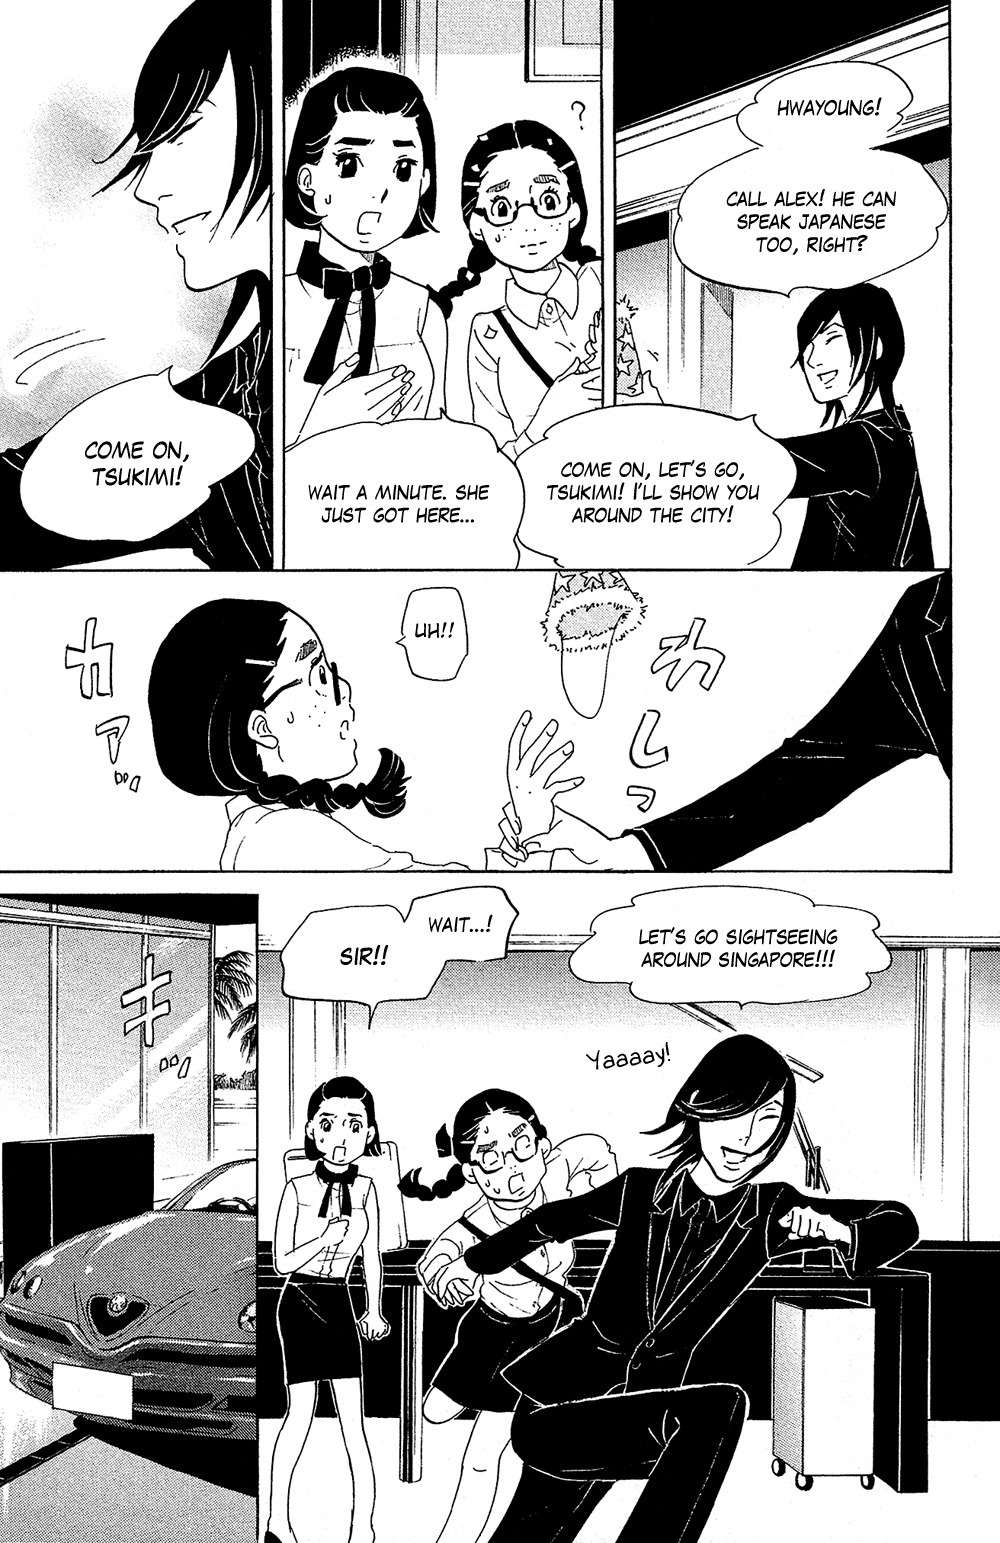 HWAYOUNG!
CALL ALEX! HE CAN
SPEAK JAPANESE
TOO, RIGHT?
COME ON, LET'S GO,
TSUKIMI! I'LL SHOW YOU
AROUND THE CITY!
?
WAIT A MINUTE. SHE
JUST GOT HERE...
COME ON,
TSUKIMI!
わしっ
UH!!
カァ...
LET'S GO SIGHTSEEING
AROUND SINGAPORE!!!
Yaaaay!
WAIT...!
SIR!!
キ...